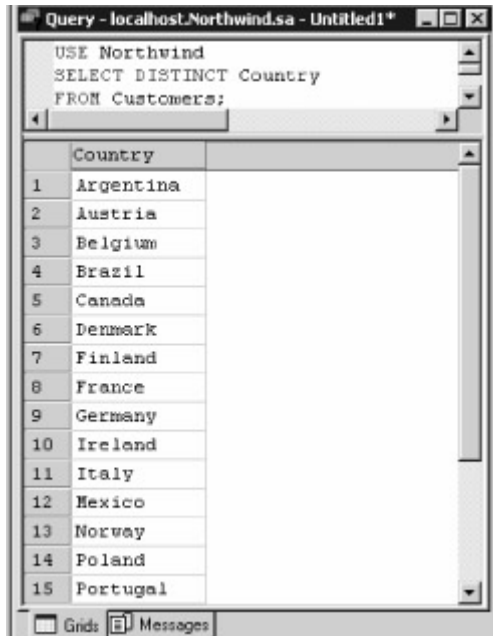 Query - localhost.Northwind.sa - Untitled1*
USE Northwind
SELECT DISTINCT Country
FROM Customers;
Country
1 Argentina
2 Austria
3 Belgium
4 Brazil
5 Canada
6 Denmark
7 Finland
8 France
9 Germany
10 Ireland
11 Italy
12 Mexico
13 Norway
14 Poland
15 Portugal
Grids Messages